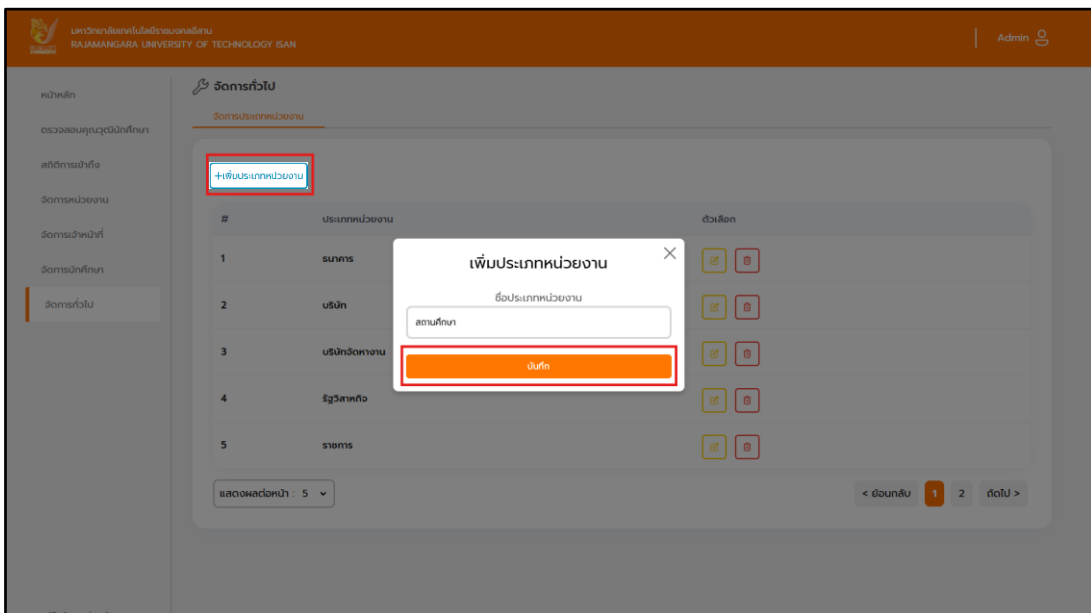 มหาวิทยาลัยเทคโนโลยีราชมงคลอีสาน
RAJAMANGARA UNIVERSITY OF TECHNOLOGY ISAN
Admin
หน้าหลัก
ตรวจสอบคุณวุฒินักศึกษา
สถิติการเข้าถึง
จัดการหน่วยงาน
จัดการเจ้าหน้าที่
จัดการนักศึกษา
จัดการทั่วไป
จัดการทั่วไป
จัดการประเภทหน่วยงาน
+เพิ่มประเภทหน่วยงาน
# ประเภทหน่วยงาน ตัวเลือก
1 ธนาคาร
2 บริษัท
3 บริษัทจัดหางาน
4 รัฐวิสาหกิจ
5 ราชการ
เพิ่มประเภทหน่วยงาน
ชื่อประเภทหน่วยงาน
สถานศึกษา
บันทึก
แสดงผลต่อหน้า : 5
< ย้อนกลับ 1 2 ถัดไป >